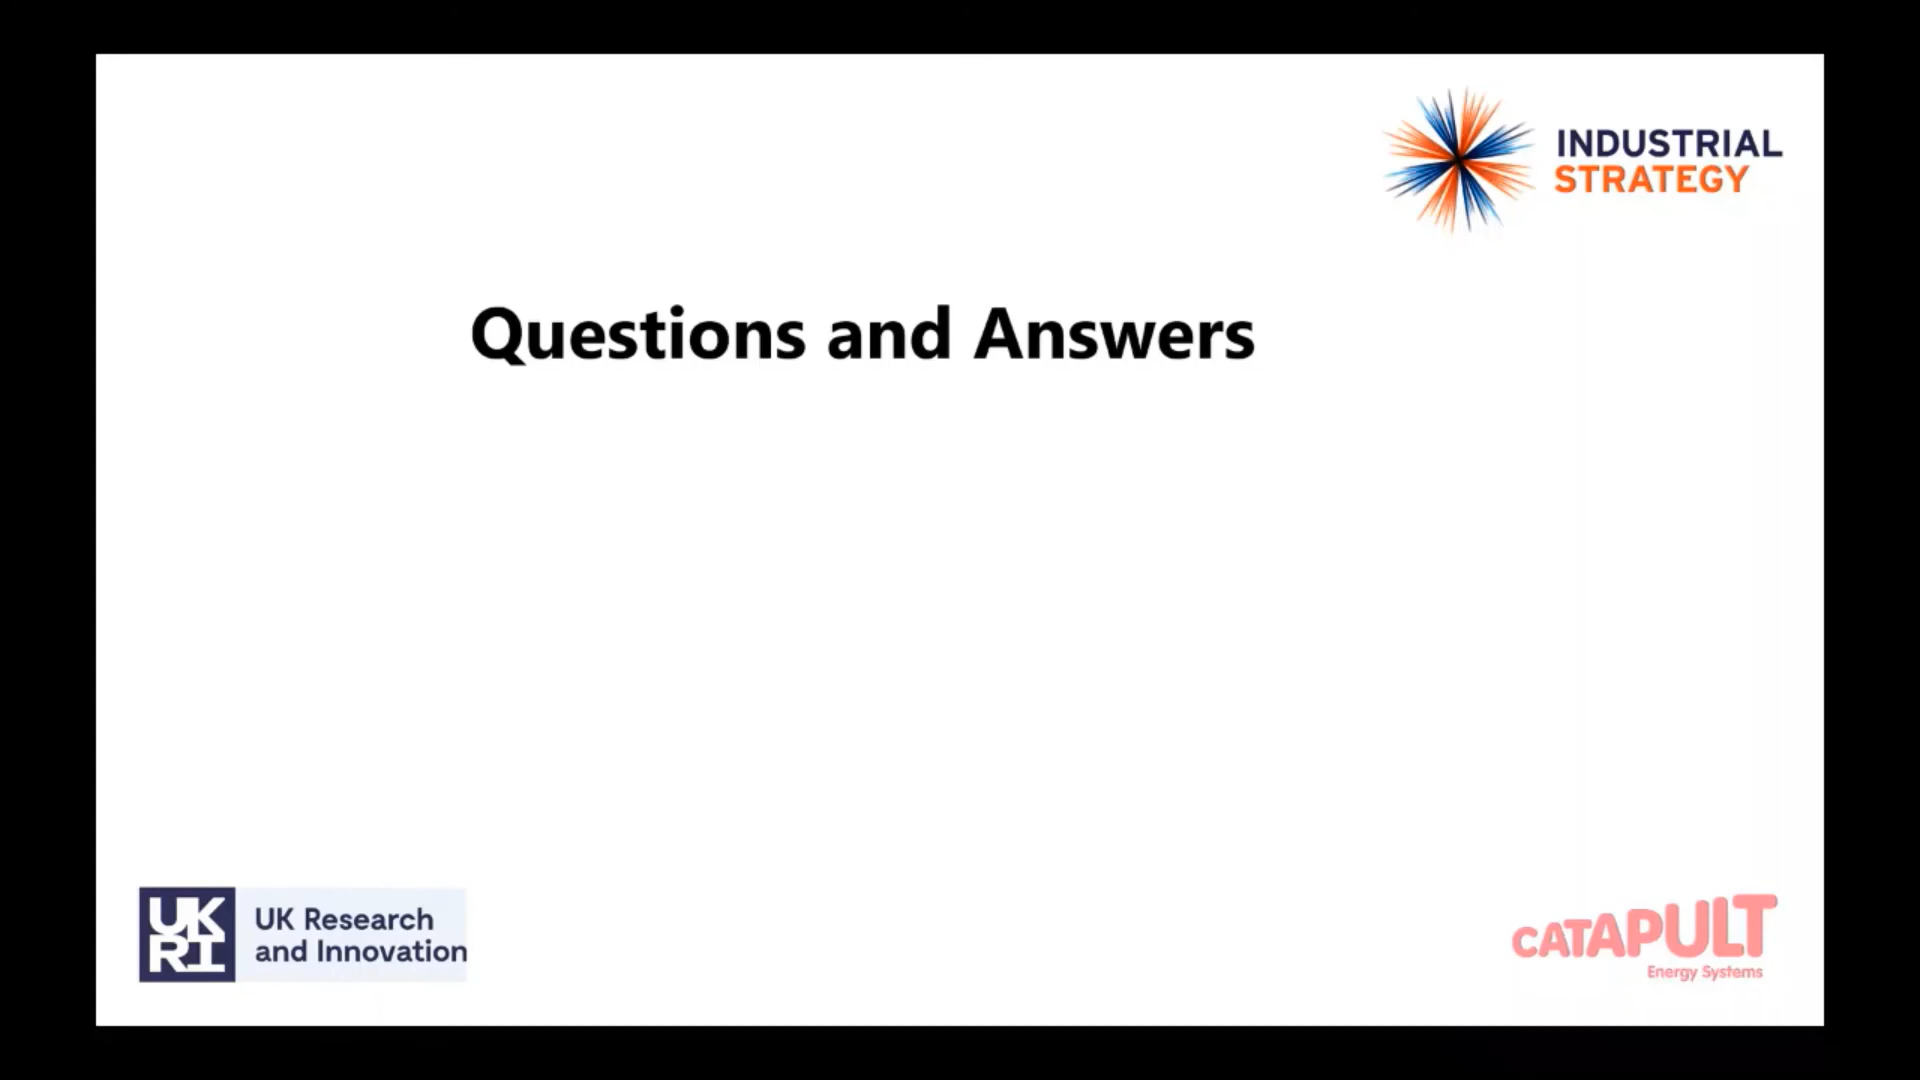 INDUSTRIAL
STRATEGY
Questions and Answers
UK
RI
UK Research
and Innovation
CATAPULT
Energy Systems